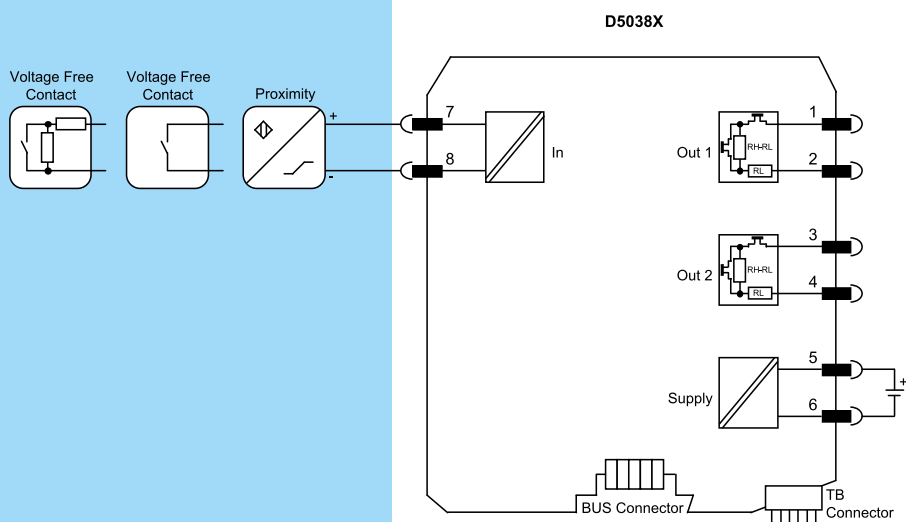 D5038X
Voltage Free
Contact
Voltage Free
Contact
Proximity
+
-
7
8
In
Out 1
RH-RL
RL
1
2
Out 2
RH-RL
RL
3
4
Supply
5
6
+
BUS Connector
TB
Connector